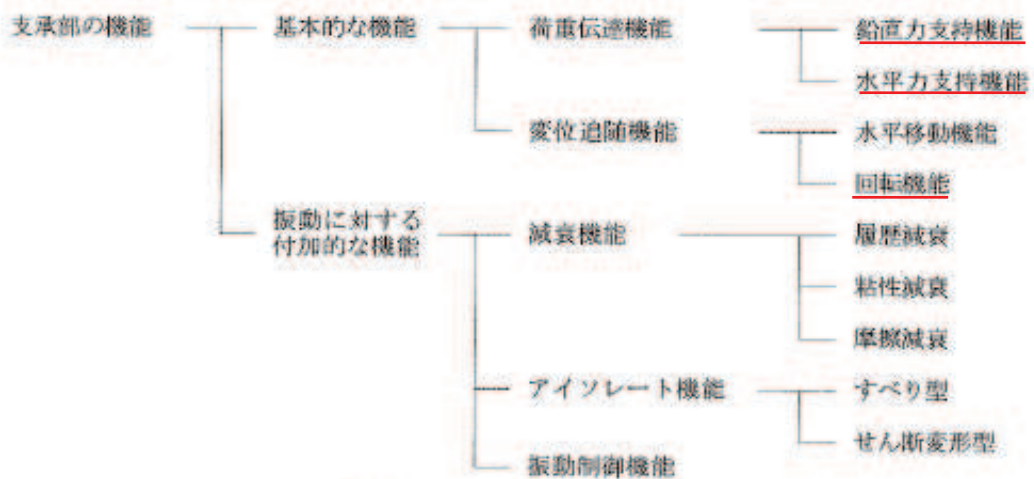 支承部の機能
基本的な機能
荷重伝達機能
鉛直力支持機能
水平力支持機能
変位追随機能
水平移動機能
回転機能
振動に対する
付加的な機能
減衰機能
履歴減衰
粘性減衰
摩擦減衰
アイソレート機能
すべり型
せん断変形型
振動制御機能